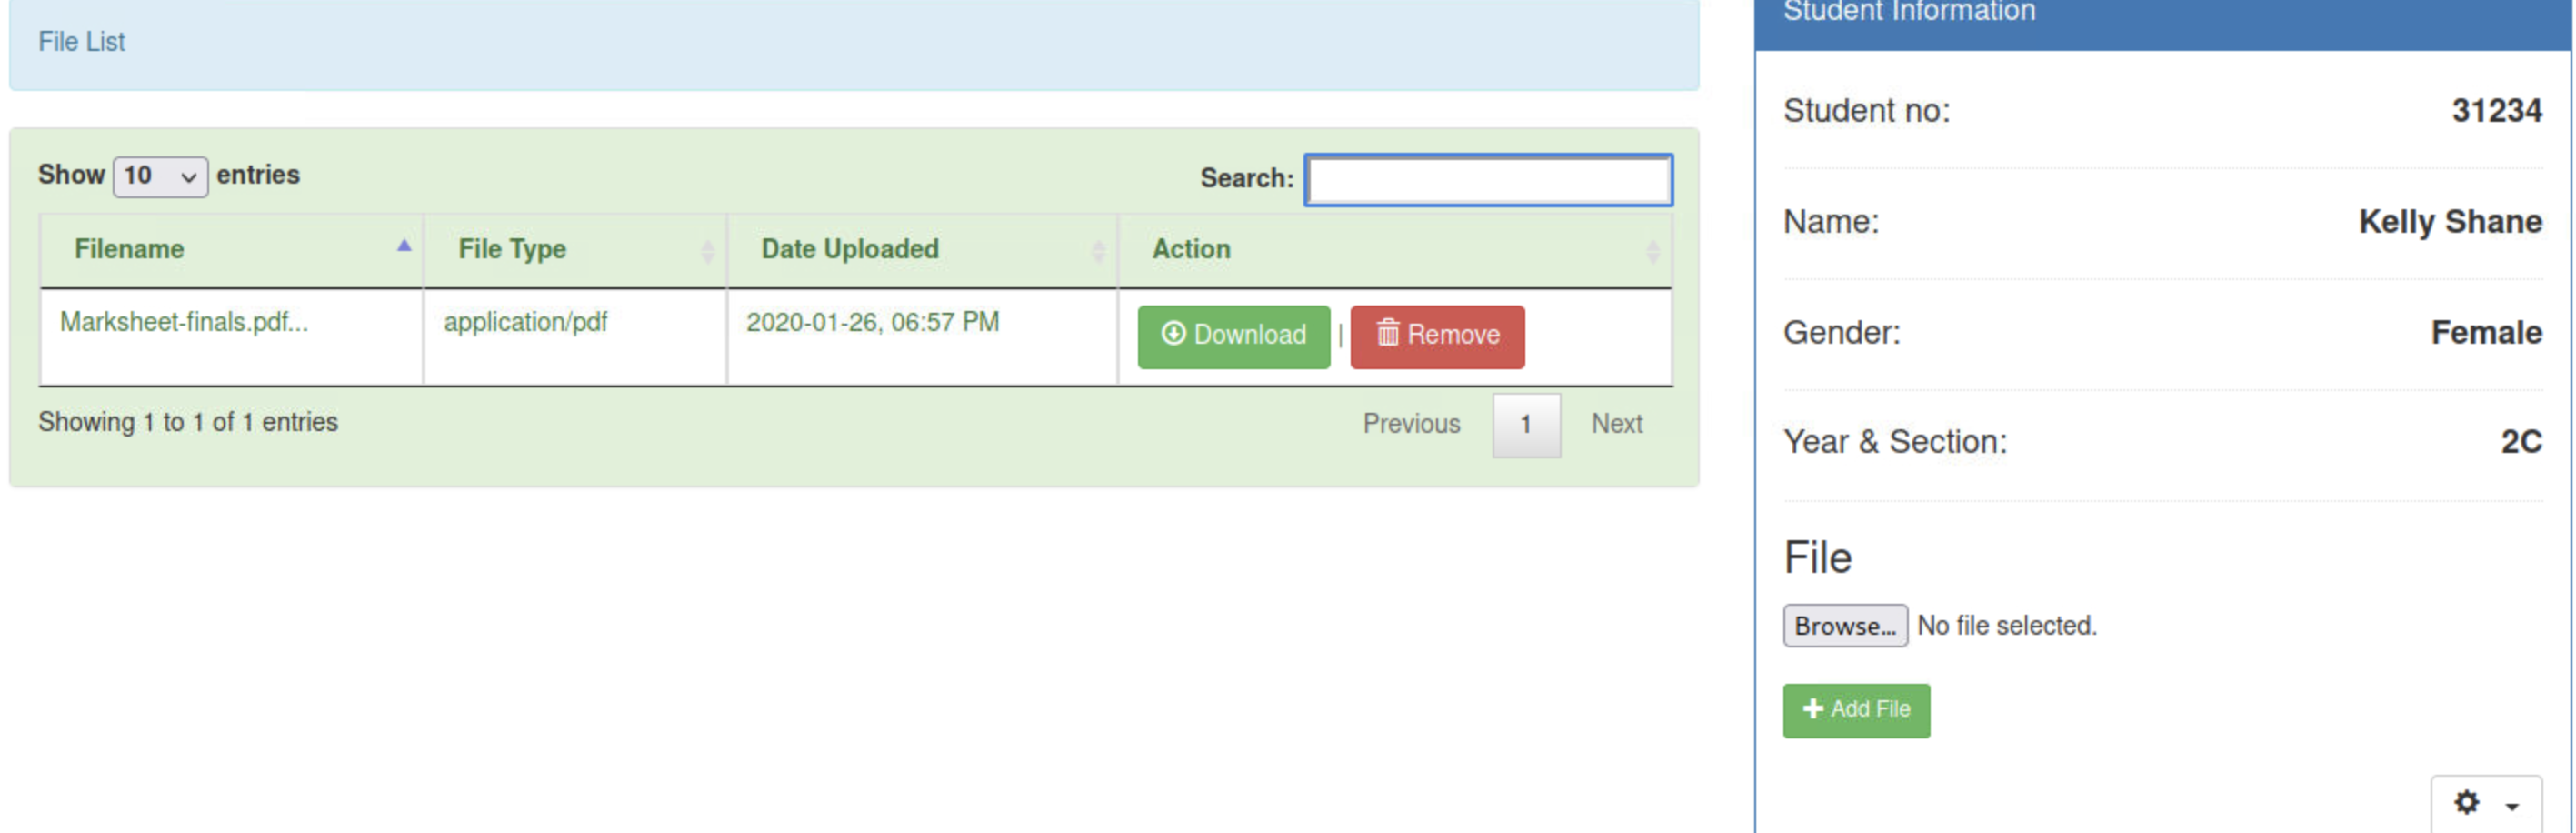 File List
Show 10 entries
Search:
Filename File Type Date Uploaded Action
Marksheet-finals.pdf... application/pdf 2020-01-26, 06:57 PM Download | Remove
Showing 1 to 1 of 1 entries
Previous 1 Next
Student Information
Student no: 31234
Name: Kelly Shane
Gender: Female
Year & Section: 2C
File
Browse... No file selected.
Add File